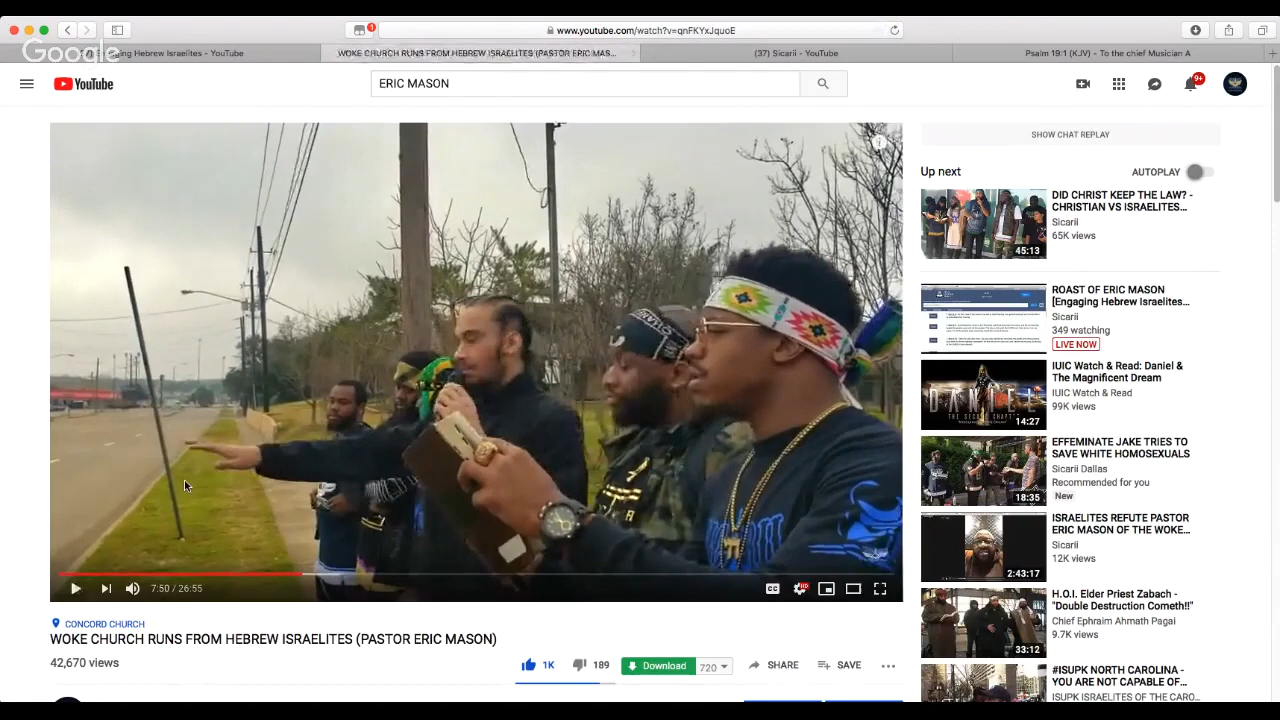 www.youtube.com/watch?v=qnFKYxJquoE
Google
ging Hebrew Israelites - YouTube
WOKE CHURCH RUNS FROM HEBREW ISRAELITES (PASTOR ERIC MAS...
(37) Sicarii - YouTube
Psalm 19:1 (KJV) - To the chief Musician A
YouTube
ERIC MASON
9+
SHOW CHAT REPLAY
Up next
AUTOPLAY
DID CHRIST KEEP THE LAW? -
CHRISTIAN VS ISRAELITES...
Sicarii
65K views
45:13
ROAST OF ERIC MASON
[Engaging Hebrew Israelites...
Sicarii
349 watching
LIVE NOW
IUIC Watch & Read: Daniel &
The Magnificent Dream
IUIC Watch & Read
99K views
DANIEL
14:27
EFFEMINATE JAKE TRIES TO
SAVE WHITE HOMOSEXUALS
Sicarii Dallas
Recommended for you
New
18:35
ISRAELITES REFUTE PASTOR
ERIC MASON OF THE WOKE...
Sicarii
12K views
2:43:17
H.O.I. Elder Priest Zabach -
"Double Destruction Cometh!!"
Chief Ephraim Ahmath Pagai
9.7K views
33:12
#ISUPK NORTH CAROLINA -
YOU ARE NOT CAPABLE OF...
ISUPK ISRAELITES OF THE CARO...
7:50 / 26:55
CC
HD
CONCORD CHURCH
WOKE CHURCH RUNS FROM HEBREW ISRAELITES (PASTOR ERIC MASON)
42,670 views
1K
189
Download
720
SHARE
SAVE